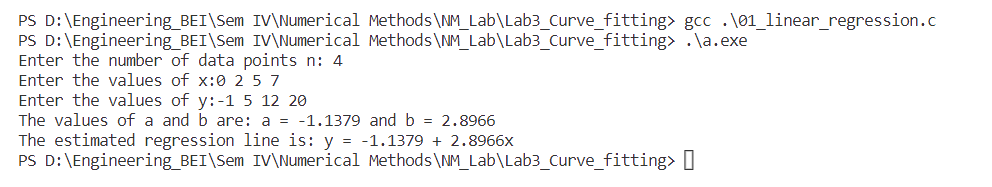 PS D:\Engineering_BEI\Sem IV\Numerical Methods\NM_Lab\Lab3_Curve_fitting> gcc .\01_linear_regression.c
PS D:\Engineering_BEI\Sem IV\Numerical Methods\NM_Lab\Lab3_Curve_fitting> .\a.exe
Enter the number of data points n: 4
Enter the values of x:0 2 5 7
Enter the values of y:-1 5 12 20
The values of a and b are: a = -1.1379 and b = 2.8966
The estimated regression line is: y = -1.1379 + 2.8966x
PS D:\Engineering_BEI\Sem IV\Numerical Methods\NM_Lab\Lab3_Curve_fitting>